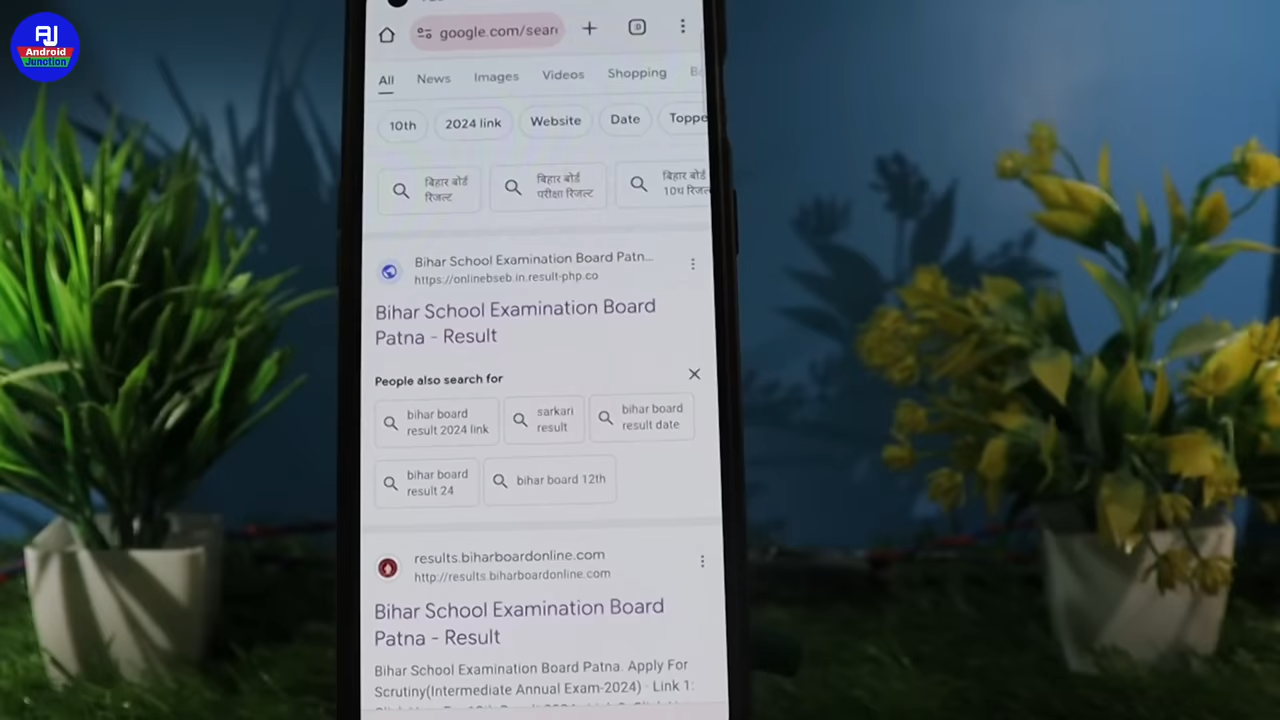 AJ
Android
Junction
google.com/sear
All News Images Videos Shopping
10th 2024 link Website Date Toppe
बिहार बोर्ड
रिजल्ट
बिहार बोर्ड
परीक्षा रिजल्ट
बिहार बोर्ड
10थ रिजल
Bihar School Examination Board Patn...
https://onlinebseb.in.result-php.co
Bihar School Examination Board
Patna - Result
People also search for
bihar board
result 2024 link
sarkari
result
bihar board
result date
bihar board
result 24
bihar board 12th
results.biharboardonline.com
http://results.biharboardonline.com
Bihar School Examination Board
Patna - Result
Bihar School Examination Board Patna. Apply For
Scrutiny(Intermediate Annual Exam-2024) · Link 1: